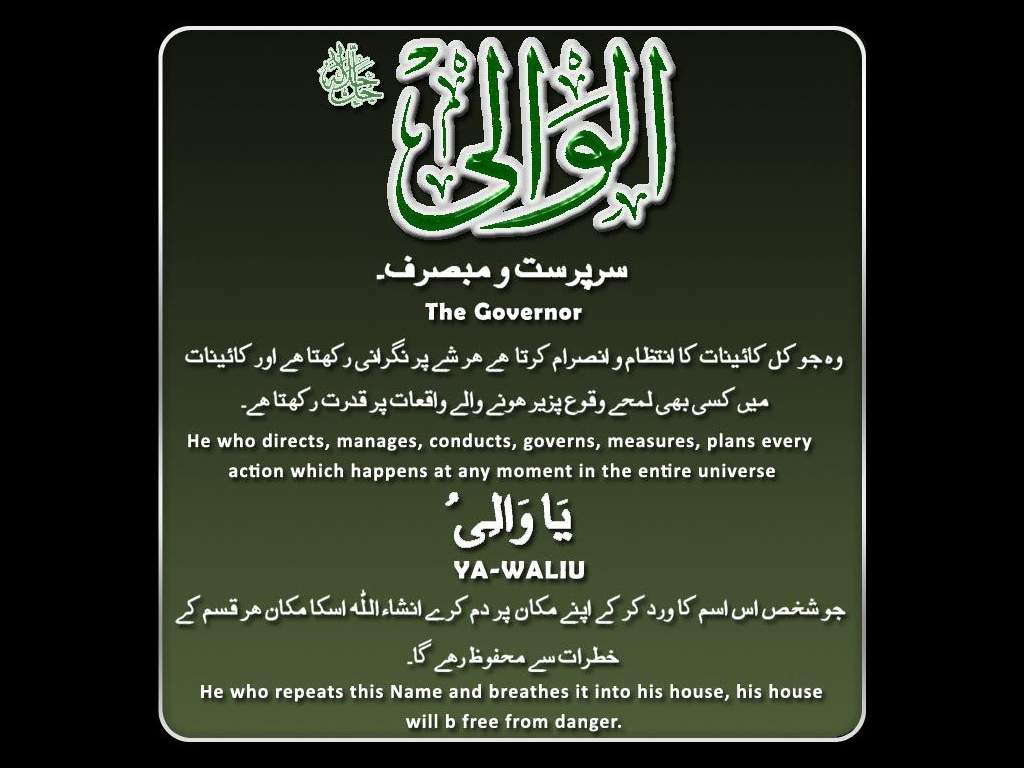 الْوَالِیُ
جل جلالہ
سرپرست و مبصرف۔
The Governor
وہ جو کل کائینات کا انتظام و انصرام کرتا ھے ھر شے پر نگرانی رکھتا ھے اور کائینات
میں کسی بھی لمحے وقوع پزیر ھونے والے واقعات پر قدرت رکھتا ھے۔
He who directs, manages, conducts, governs, measures, plans every
action which happens at any moment in the entire universe
یَا وَالِیُ
YA-WALIU
جو شخص اس اسم کا ورد کر کے اپنے مکان پر دم کرے انشاء اللہ اسکا مکان ھر قسم کے
خطرات سے محفوظ رھے گا۔
He who repeats this Name and breathes it into his house, his house
will b free from danger.